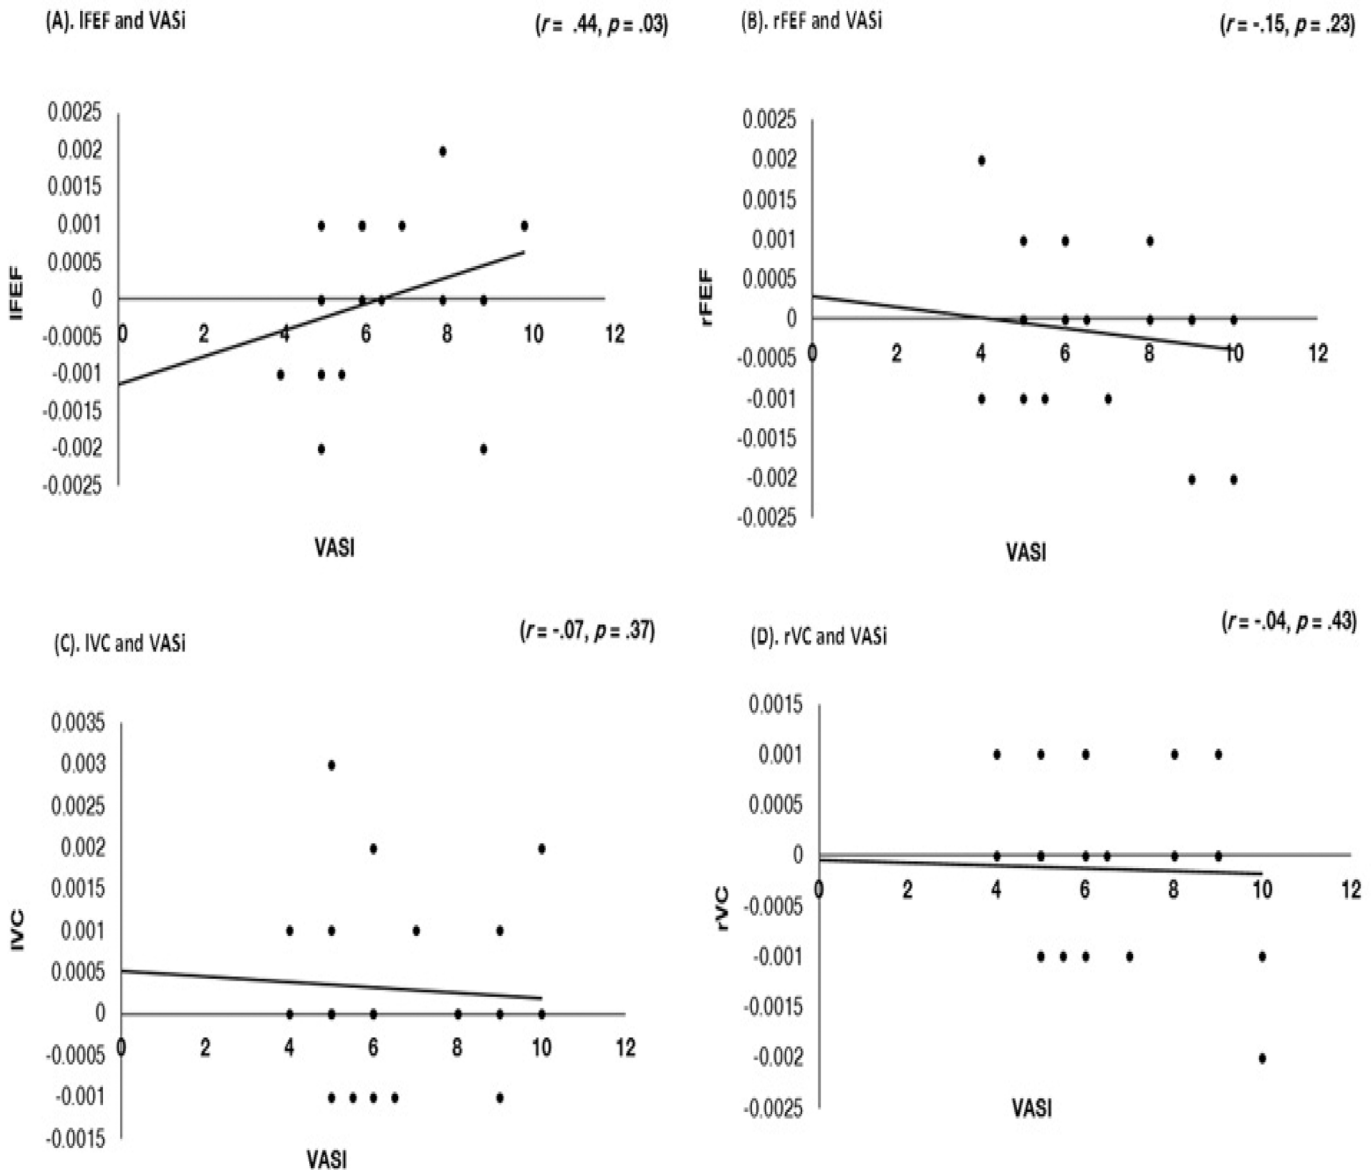 (A). lFEF and VASi
(r = .44, p = .03)
0.0025
0.002
0.0015
0.001
0.0005
0
-0.0005
-0.001
-0.0015
-0.002
-0.0025
0 2 4 6 8 10 12
lFEF
VASI
(B). rFEF and VASi
(r = -.15, p = .23)
0.0025
0.002
0.0015
0.001
0.0005
0
-0.0005
-0.001
-0.0015
-0.002
-0.0025
0 2 4 6 8 10 12
rFEF
VASI
(C). lVC and VASi
(r = -.07, p = .37)
0.0035
0.003
0.0025
0.002
0.0015
0.001
0.0005
0
-0.0005
-0.001
-0.0015
0 2 4 6 8 10 12
lVC
VASI
(D). rVC and VASi
(r = -.04, p = .43)
0.0015
0.001
0.0005
0
-0.0005
-0.001
-0.0015
-0.002
-0.0025
0 2 4 6 8 10 12
rVC
VASI